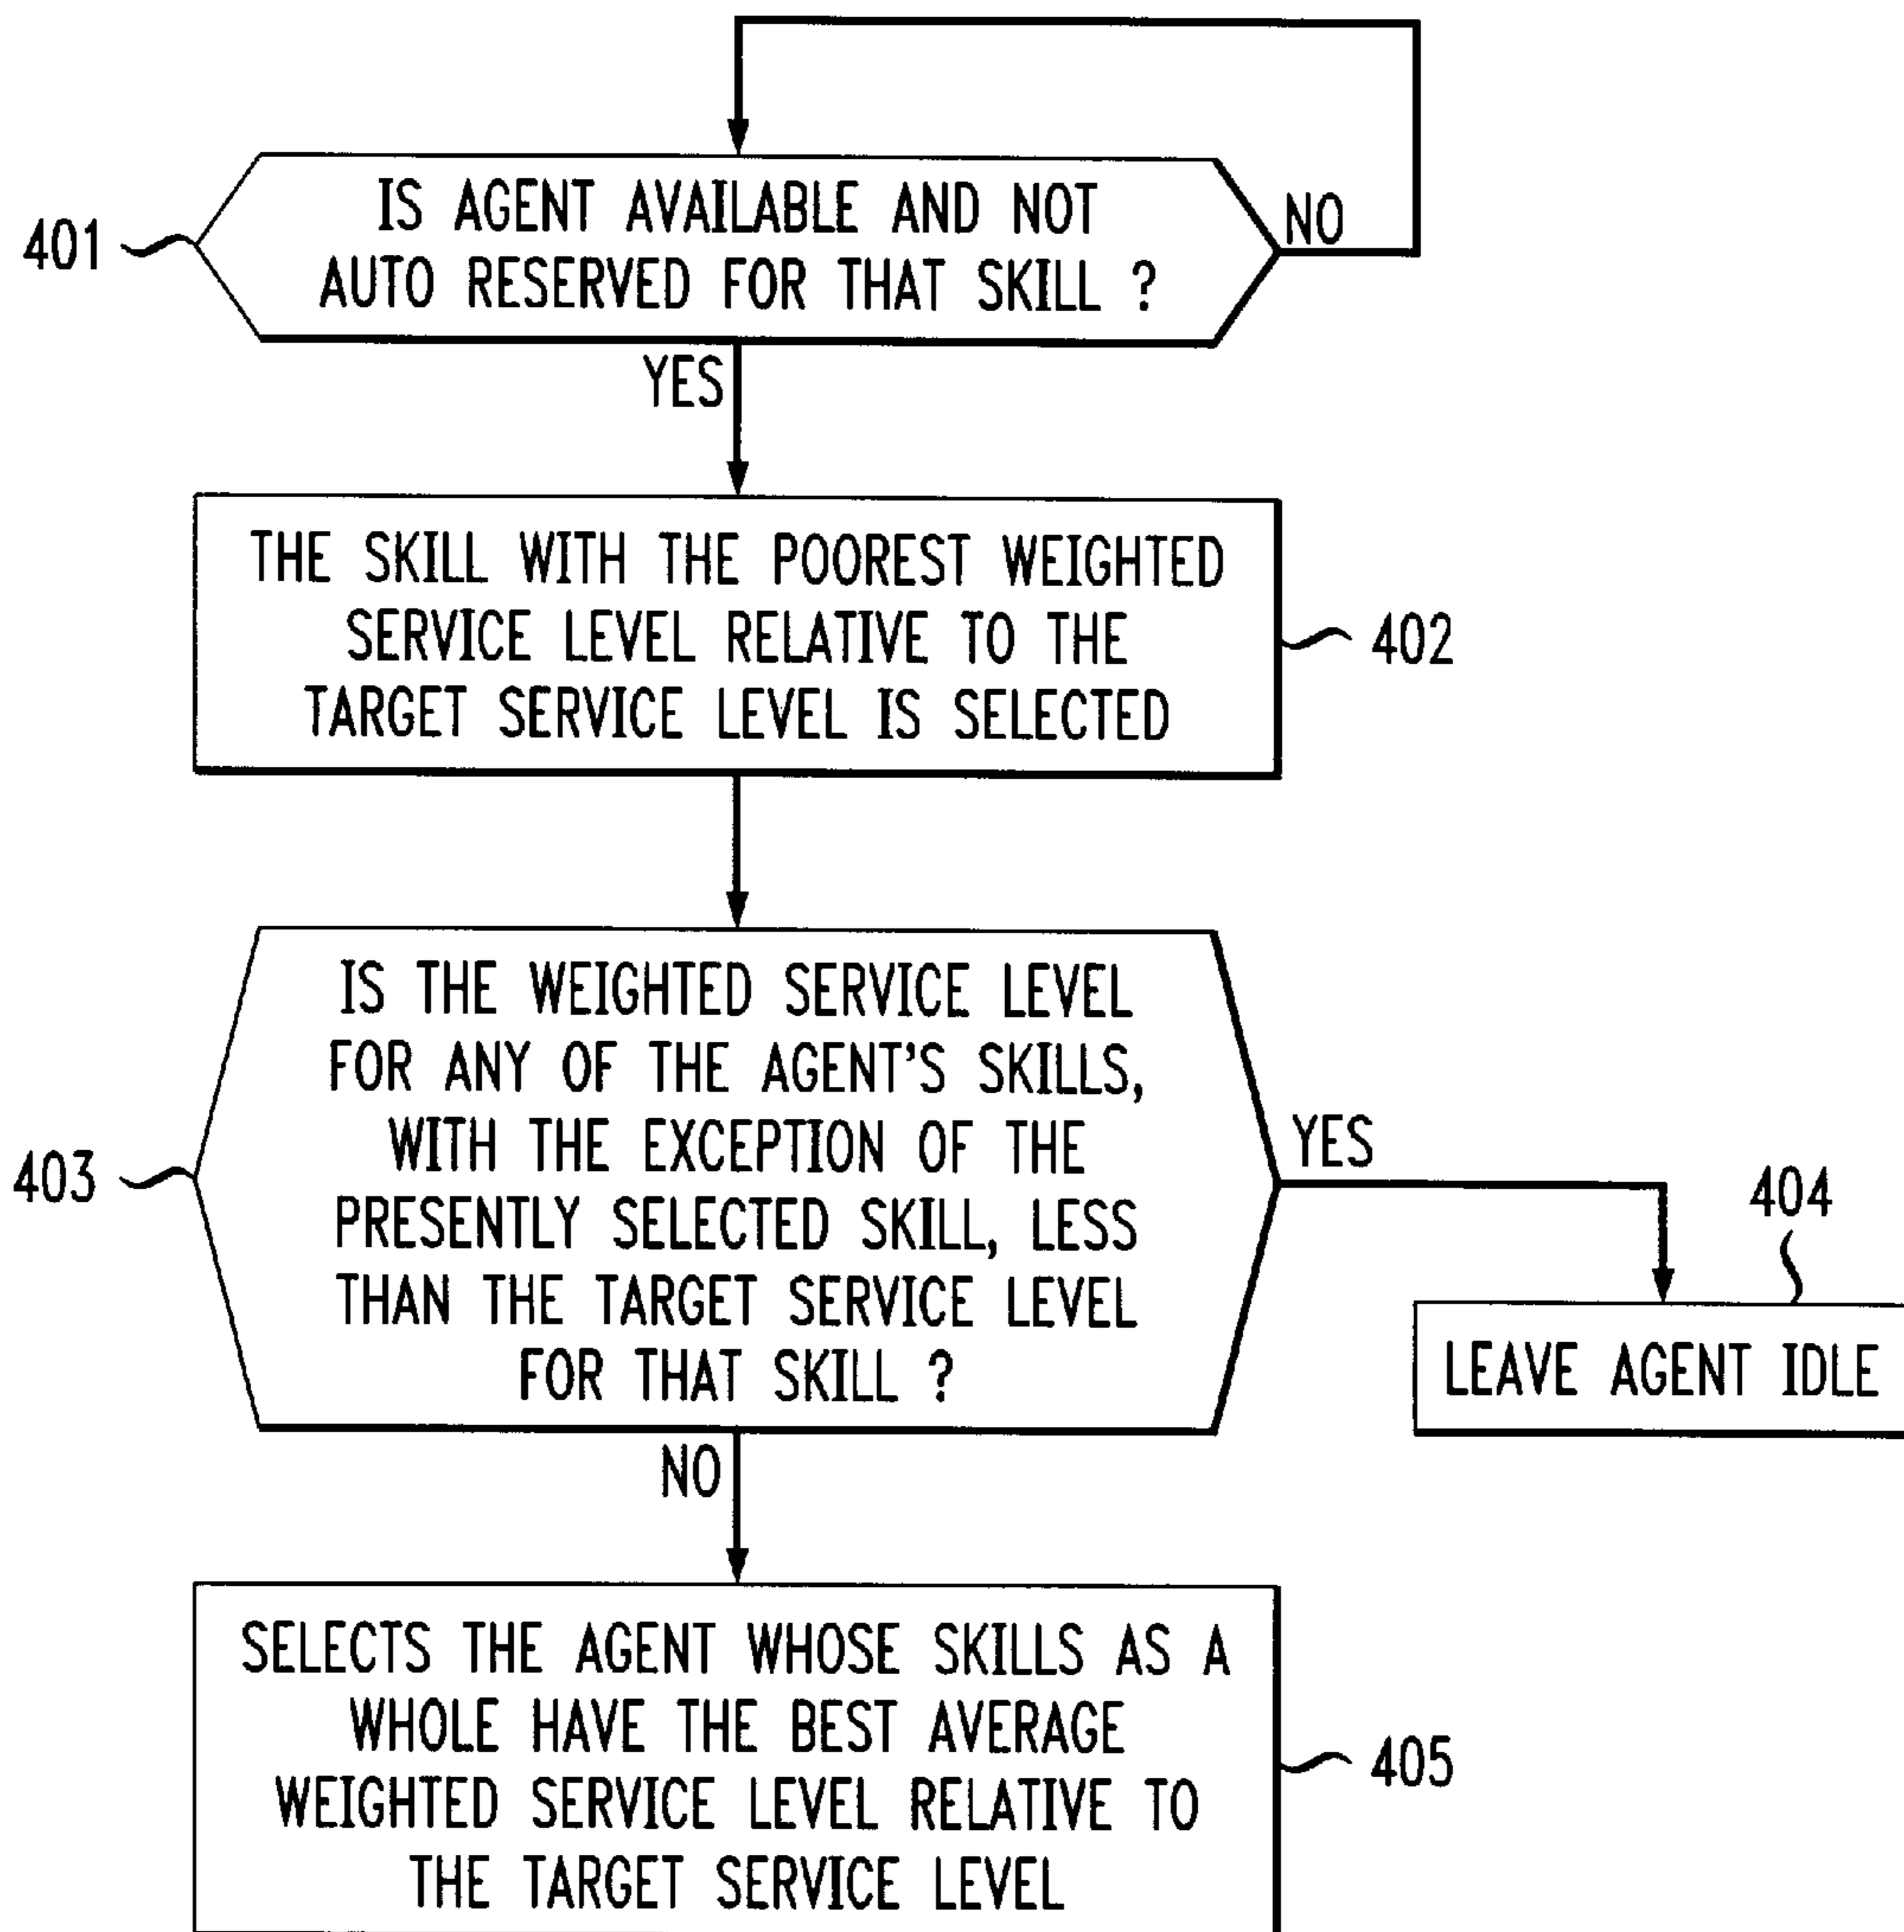 401
IS AGENT AVAILABLE AND NOT
AUTO RESERVED FOR THAT SKILL ?
NO
YES
THE SKILL WITH THE POOREST WEIGHTED
SERVICE LEVEL RELATIVE TO THE
TARGET SERVICE LEVEL IS SELECTED
402
403
IS THE WEIGHTED SERVICE LEVEL
FOR ANY OF THE AGENT'S SKILLS,
WITH THE EXCEPTION OF THE
PRESENTLY SELECTED SKILL, LESS
THAN THE TARGET SERVICE LEVEL
FOR THAT SKILL ?
YES
404
LEAVE AGENT IDLE
NO
SELECTS THE AGENT WHOSE SKILLS AS A
WHOLE HAVE THE BEST AVERAGE
WEIGHTED SERVICE LEVEL RELATIVE TO
THE TARGET SERVICE LEVEL
405